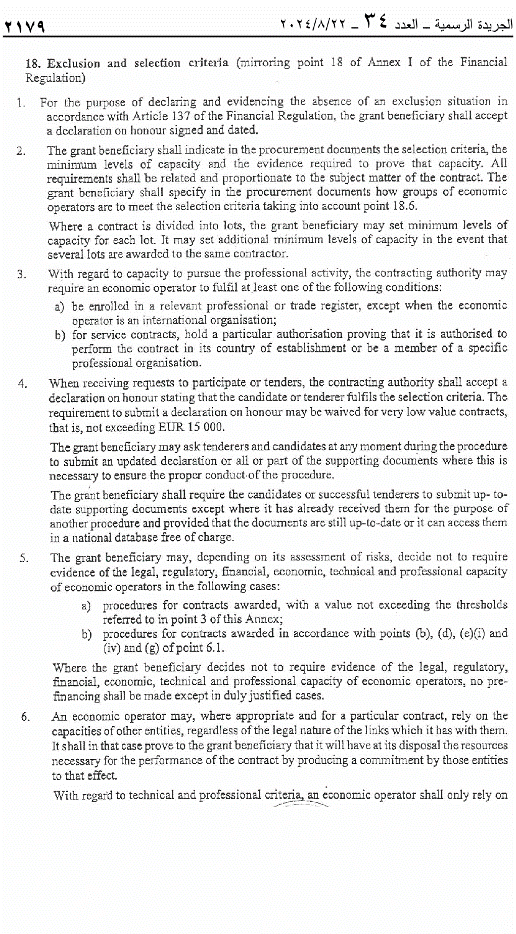 الجريدة الرسمية – العدد ٣٤ – ٢٠٢٤/٨/٢٢
٢١٧٩
18. Exclusion and selection criteria (mirroring point 18 of Annex I of the Financial
Regulation)
1. For the purpose of declaring and evidencing the absence of an exclusion situation in
accordance with Article 137 of the Financial Regulation, the grant beneficiary shall accept
a declaration on honour signed and dated.
2. The grant beneficiary shall indicate in the procurement documents the selection criteria, the
minimum levels of capacity and the evidence required to prove that capacity. All
requirements shall be related and proportionate to the subject matter of the contract. The
grant beneficiary shall specify in the procurement documents how groups of economic
operators are to meet the selection criteria taking into account point 18.6.
Where a contract is divided into lots, the grant beneficiary may set minimum levels of
capacity for each lot. It may set additional minimum levels of capacity in the event that
several lots are awarded to the same contractor.
3. With regard to capacity to pursue the professional activity, the contracting authority may
require an economic operator to fulfil at least one of the following conditions:
a) be enrolled in a relevant professional or trade register, except when the economic
operator is an international organisation;
b) for service contracts, hold a particular authorisation proving that it is authorised to
perform the contract in its country of establishment or be a member of a specific
professional organisation.
4. When receiving requests to participate or tenders, the contracting authority shall accept a
declaration on honour stating that the candidate or tenderer fulfils the selection criteria. The
requirement to submit a declaration on honour may be waived for very low value contracts,
that is, not exceeding EUR 15 000.
The grant beneficiary may ask tenderers and candidates at any moment during the procedure
to submit an updated declaration or all or part of the supporting documents where this is
necessary to ensure the proper conduct of the procedure.
The grant beneficiary shall require the candidates or successful tenderers to submit up- to-
date supporting documents except where it has already received them for the purpose of
another procedure and provided that the documents are still up-to-date or it can access them
in a national database free of charge.
5. The grant beneficiary may, depending on its assessment of risks, decide not to require
evidence of the legal, regulatory, financial, economic, technical and professional capacity
of economic operators in the following cases:
a) procedures for contracts awarded, with a value not exceeding the thresholds
referred to in point 3 of this Annex;
b) procedures for contracts awarded in accordance with points (b), (d), (e)(i) and
(iv) and (g) of point 6.1.
Where the grant beneficiary decides not to require evidence of the legal, regulatory,
financial, economic, technical and professional capacity of economic operators, no pre-
financing shall be made except in duly justified cases.
6. An economic operator may, where appropriate and for a particular contract, rely on the
capacities of other entities, regardless of the legal nature of the links which it has with them.
It shall in that case prove to the grant beneficiary that it will have at its disposal the resources
necessary for the performance of the contract by producing a commitment by those entities
to that effect.
With regard to technical and professional criteria, an economic operator shall only rely on